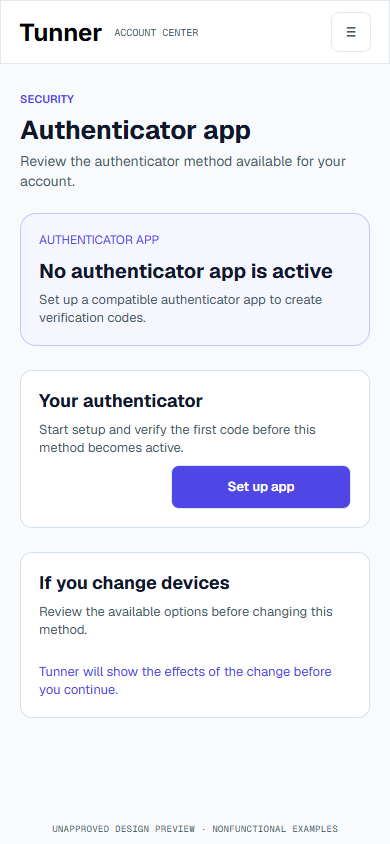 Tunner ACCOUNT CENTER
SECURITY
Authenticator app
Review the authenticator method available for your
account.
AUTHENTICATOR APP
No authenticator app is active
Set up a compatible authenticator app to create
verification codes.
Your authenticator
Start setup and verify the first code before this
method becomes active.
Set up app
If you change devices
Review the available options before changing this
method.
Tunner will show the effects of the change before
you continue.
UNAPPROVED DESIGN PREVIEW · NONFUNCTIONAL EXAMPLES